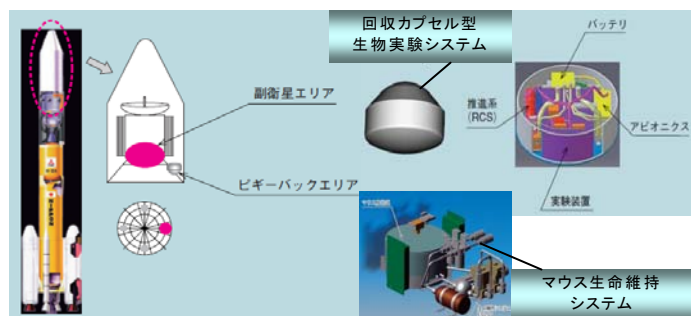 回収カプセル型
生物実験システム
バッテリ
副衛星エリア
推進系
(RCS)
アビオニクス
ピギーバックエリア
実験装置
NIPPON
マウス生命維持
システム